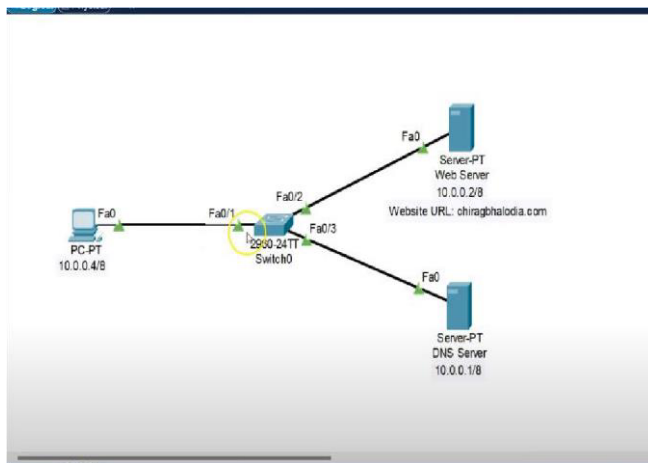 Fa0
Server-PT
Web Server
10.0.0.2/8
Website URL: chiragbhalodia.com
Fa0/2
Fa0
Fa0/1
PC-PT
10.0.0.4/8
2960-24TT
Switch0
Fa0/3
Fa0
Server-PT
DNS Server
10.0.0.1/8